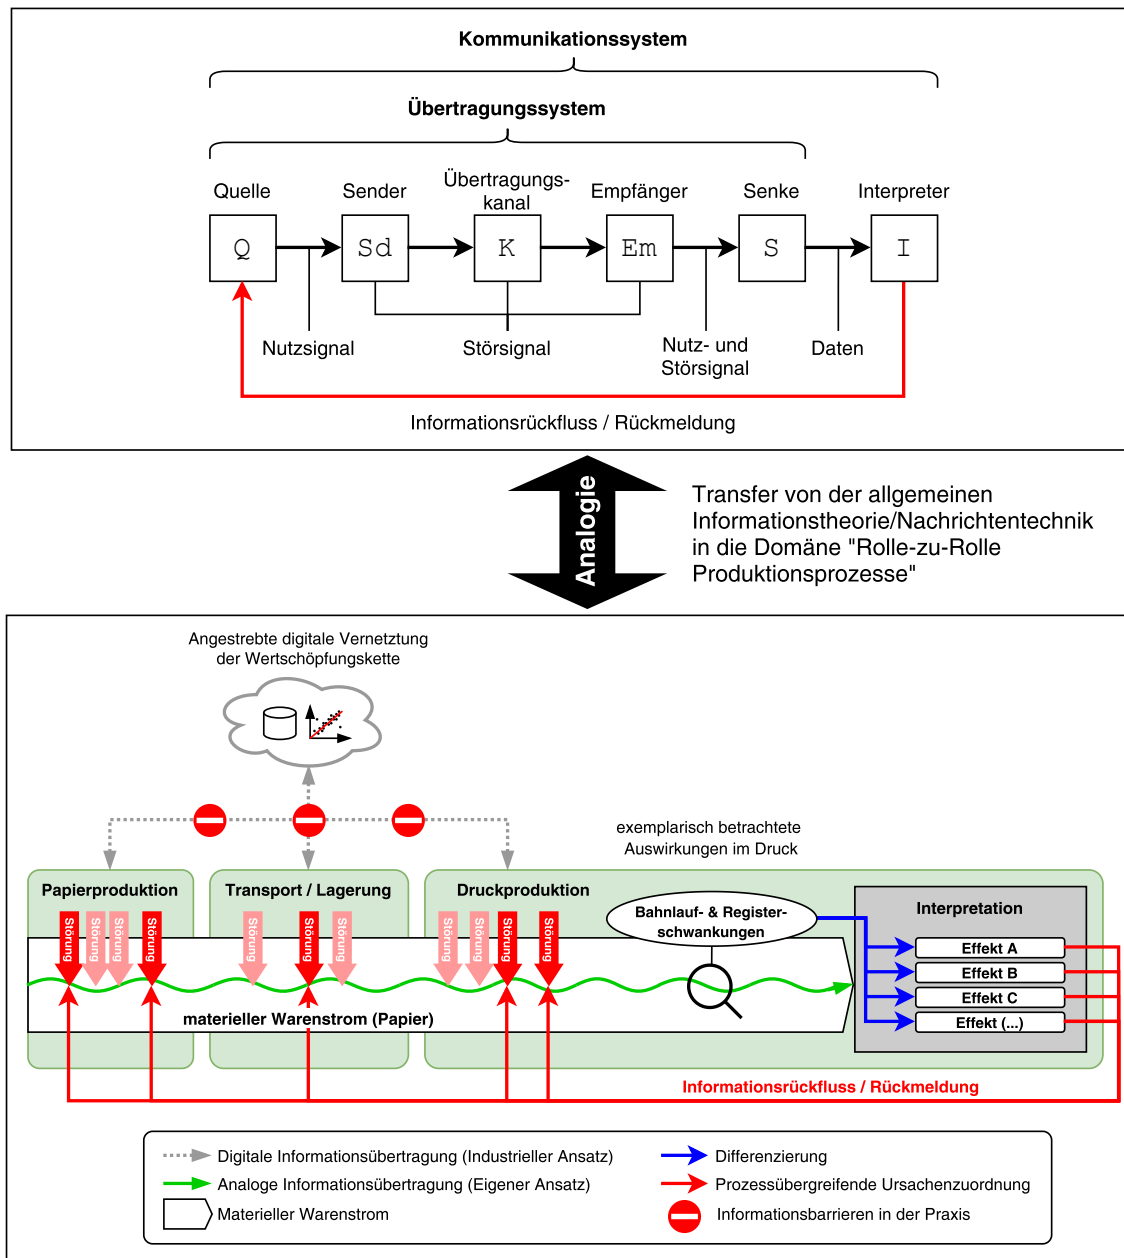 Kommunikationssystem
Übertragungssystem
Quelle
Sender
Übertragungs-
kanal
Empfänger
Senke
Interpreter
Q
Sd
K
Em
S
I
Nutzsignal
Störsignal
Nutz- und
Störsignal
Daten
Informationsrückfluss / Rückmeldung
Analogie
Transfer von der allgemeinen
Informationstheorie/Nachrichtentechnik
in die Domäne "Rolle-zu-Rolle
Produktionsprozesse"
Angestrebte digitale Vernetztung
der Wertschöpfungskette
exemplarisch betrachtete
Auswirkungen im Druck
Papierproduktion
Transport / Lagerung
Druckproduktion
Störung
Störung
Störung
Störung
Störung
Störung
Störung
Störung
Störung
Störung
Störung
Bahnlauf- & Register-
schwankungen
Interpretation
Effekt A
Effekt B
Effekt C
Effekt (...)
materieller Warenstrom (Papier)
Informationsrückfluss / Rückmeldung
Digitale Informationsübertragung (Industrieller Ansatz)
Analoge Informationsübertragung (Eigener Ansatz)
Materieller Warenstrom
Differenzierung
Prozessübergreifende Ursachenzuordnung
Informationsbarrieren in der Praxis